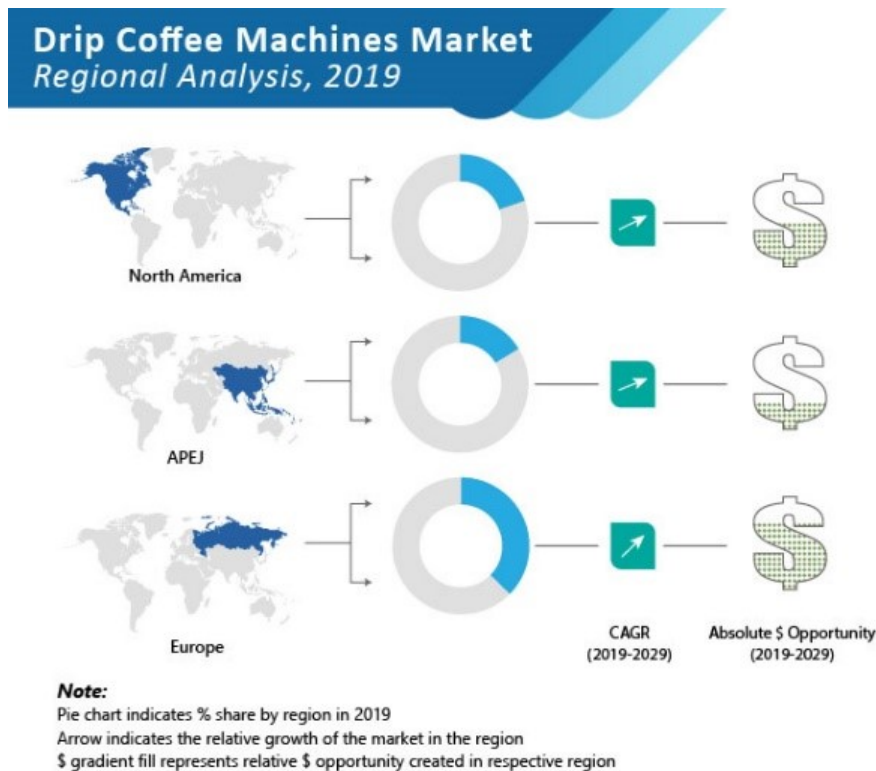 Drip Coffee Machines Market
Regional Analysis, 2019
North America
APEJ
Europe
CAGR
(2019-2029)
Absolute $ Opportunity
(2019-2029)
Note:
Pie chart indicates % share by region in 2019
Arrow indicates the relative growth of the market in the region
$ gradient fill represents relative $ opportunity created in respective region